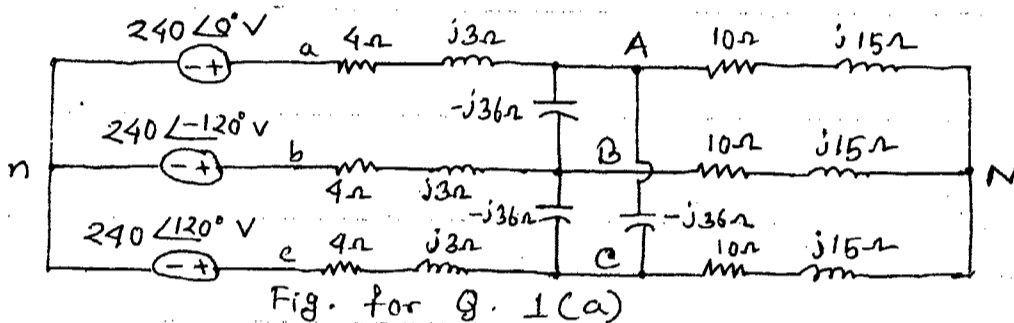 240∠0° V
a
4Ω
j3Ω
A
10Ω
j15Ω
-j36Ω
240∠-120° V
n
b
4Ω
j3Ω
B
10Ω
j15Ω
N
-j36Ω
-j36Ω
240∠120° V
c
4Ω
j3Ω
C
10Ω
j15Ω
Fig. for Q. 1(a)